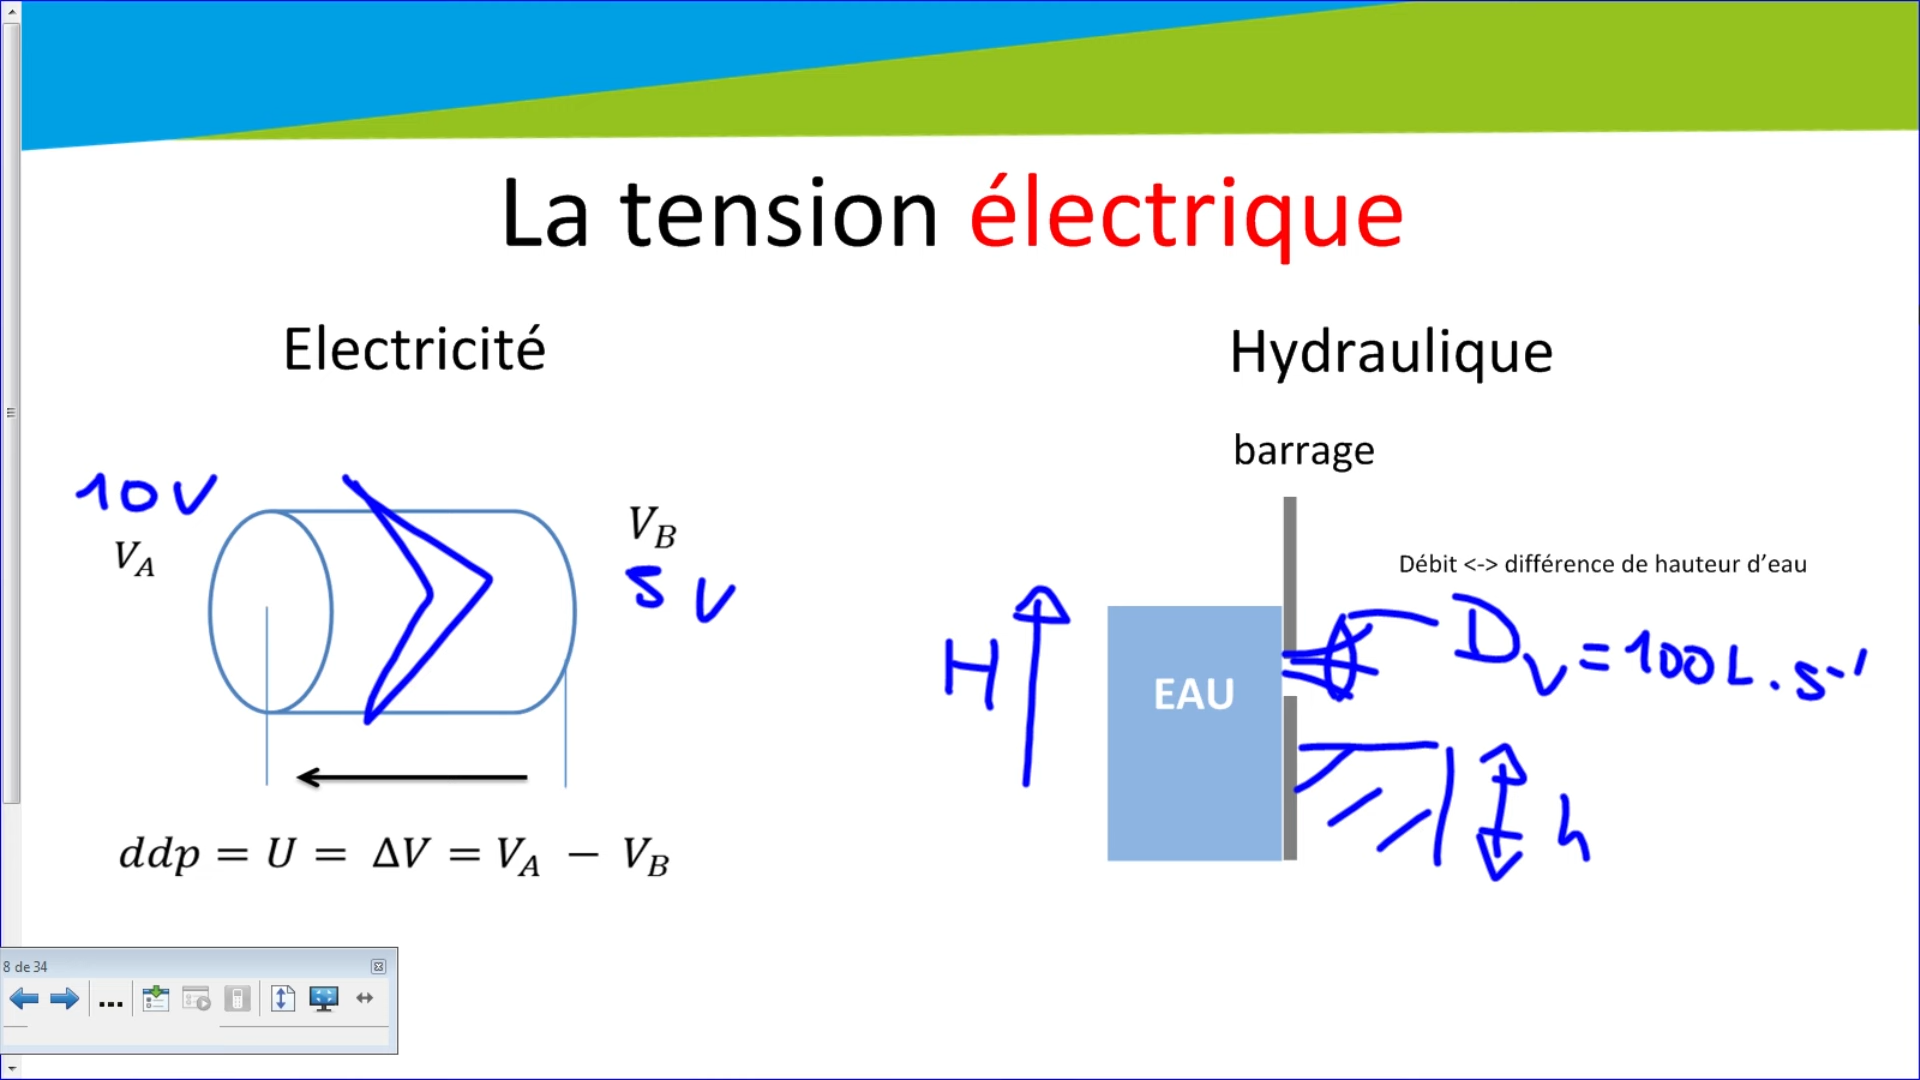 La tension électrique
Electricité
Hydraulique
barrage
10V
V_A
V_B
5 V
Débit <-> différence de hauteur d'eau
H
EAU
D_V = 100 L . s⁻¹
h
ddp = U = ΔV = V_A − V_B
8 de 34